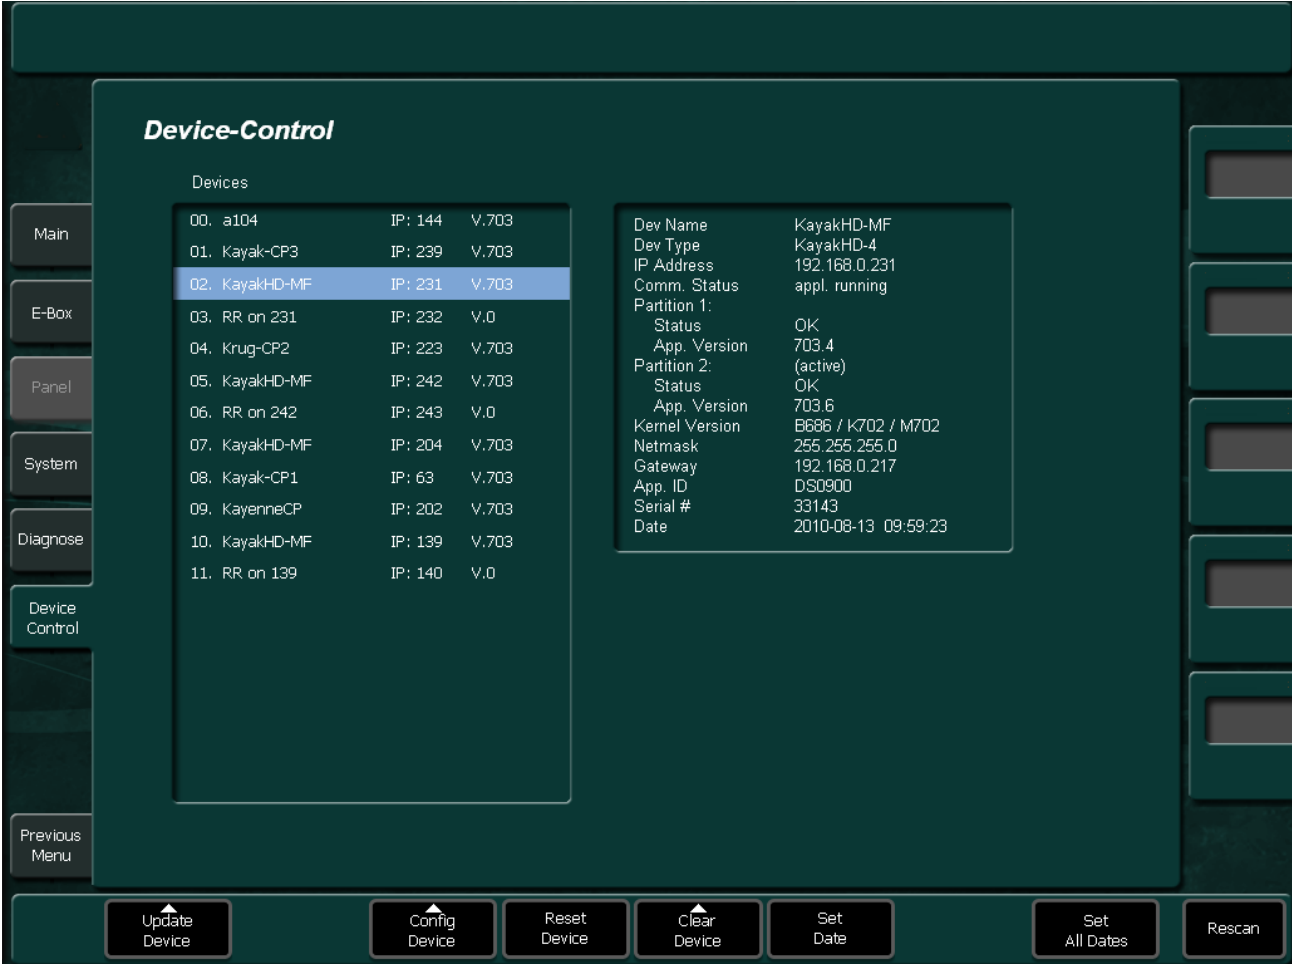 Device-Control
Devices
00. a104 IP: 144 V.703
01. Kayak-CP3 IP: 239 V.703
02. KayakHD-MF IP: 231 V.703
03. RR on 231 IP: 232 V.0
04. Krug-CP2 IP: 223 V.703
05. KayakHD-MF IP: 242 V.703
06. RR on 242 IP: 243 V.0
07. KayakHD-MF IP: 204 V.703
08. Kayak-CP1 IP: 63 V.703
09. KayenneCP IP: 202 V.703
10. KayakHD-MF IP: 139 V.703
11. RR on 139 IP: 140 V.0
Dev Name KayakHD-MF
Dev Type KayakHD-4
IP Address 192.168.0.231
Comm. Status appl. running
Partition 1:
Status OK
App. Version 703.4
Partition 2: (active)
Status OK
App. Version 703.6
Kernel Version B686 / K702 / M702
Netmask 255.255.255.0
Gateway 192.168.0.217
App. ID DS0900
Serial # 33143
Date 2010-08-13 09:59:23
Main
E-Box
Panel
System
Diagnose
Device
Control
Previous
Menu
Update
Device
Config
Device
Reset
Device
Clear
Device
Set
Date
Set
All Dates
Rescan